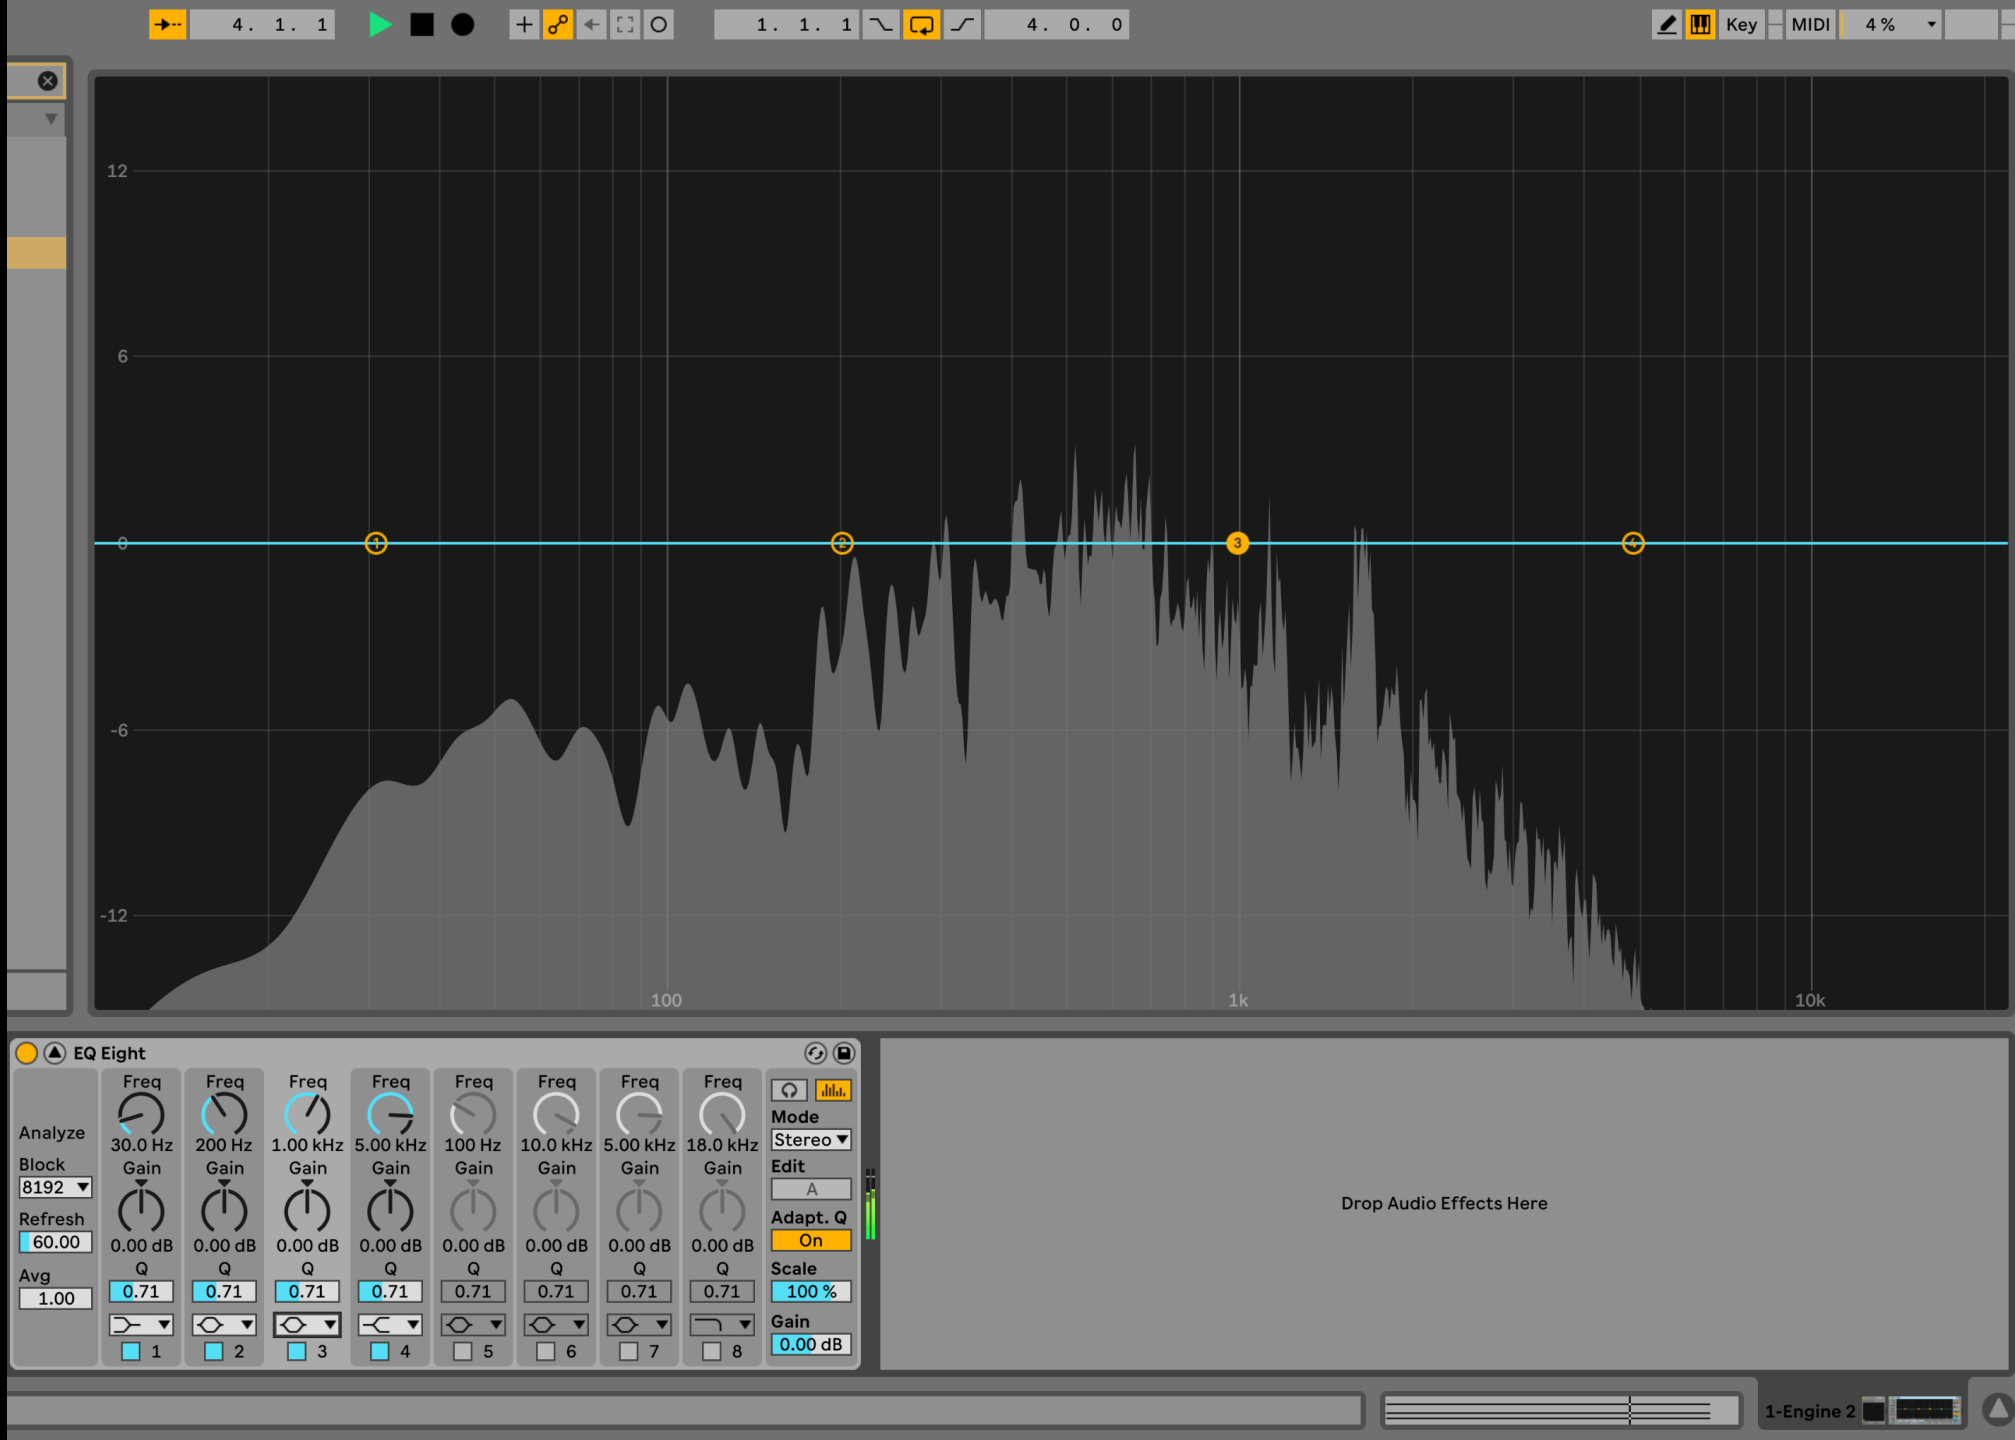 4. 1. 1
1. 1. 1
4. 0. 0
Key
MIDI
4 %
12
6
0
-6
-12
1
2
3
4
100
1k
10k
EQ Eight
Analyze
Block
8192
Refresh
60.00
Avg
1.00
Freq Freq Freq Freq Freq Freq Freq Freq
30.0 Hz 200 Hz 1.00 kHz 5.00 kHz 100 Hz 10.0 kHz 5.00 kHz 18.0 kHz
Gain Gain Gain Gain Gain Gain Gain Gain
0.00 dB 0.00 dB 0.00 dB 0.00 dB 0.00 dB 0.00 dB 0.00 dB 0.00 dB
Q Q Q Q Q Q Q Q
0.71 0.71 0.71 0.71 0.71 0.71 0.71 0.71
1 2 3 4 5 6 7 8
Mode
Stereo
Edit
A
Adapt. Q
On
Scale
100 %
Gain
0.00 dB
Drop Audio Effects Here
1-Engine 2